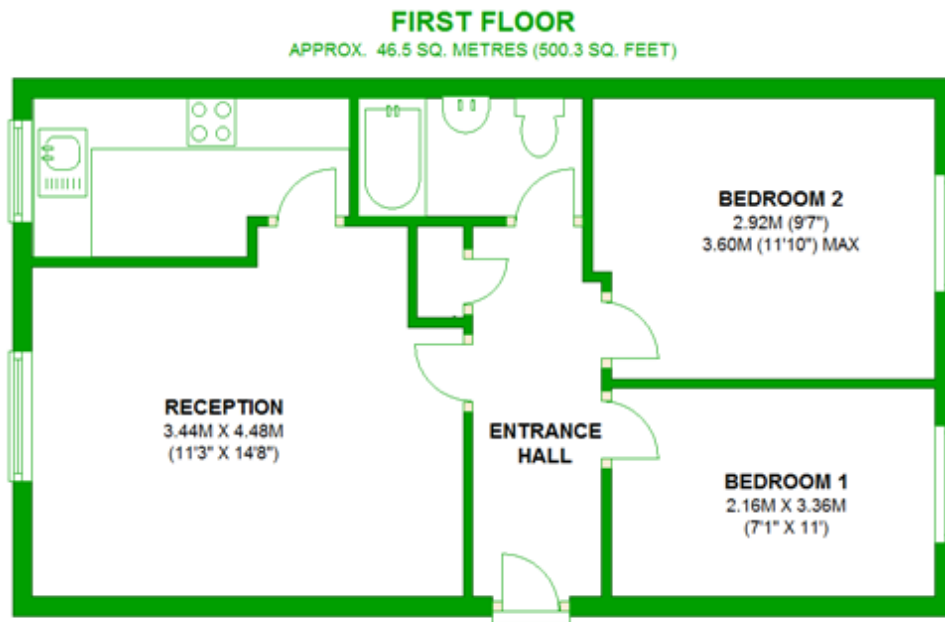 FIRST FLOOR
APPROX. 46.5 SQ. METRES (500.3 SQ. FEET)
BEDROOM 2
2.92M (9'7")
3.60M (11'10") MAX
RECEPTION
3.44M X 4.48M
(11'3" X 14'8")
ENTRANCE
HALL
BEDROOM 1
2.16M X 3.36M
(7'1" X 11')